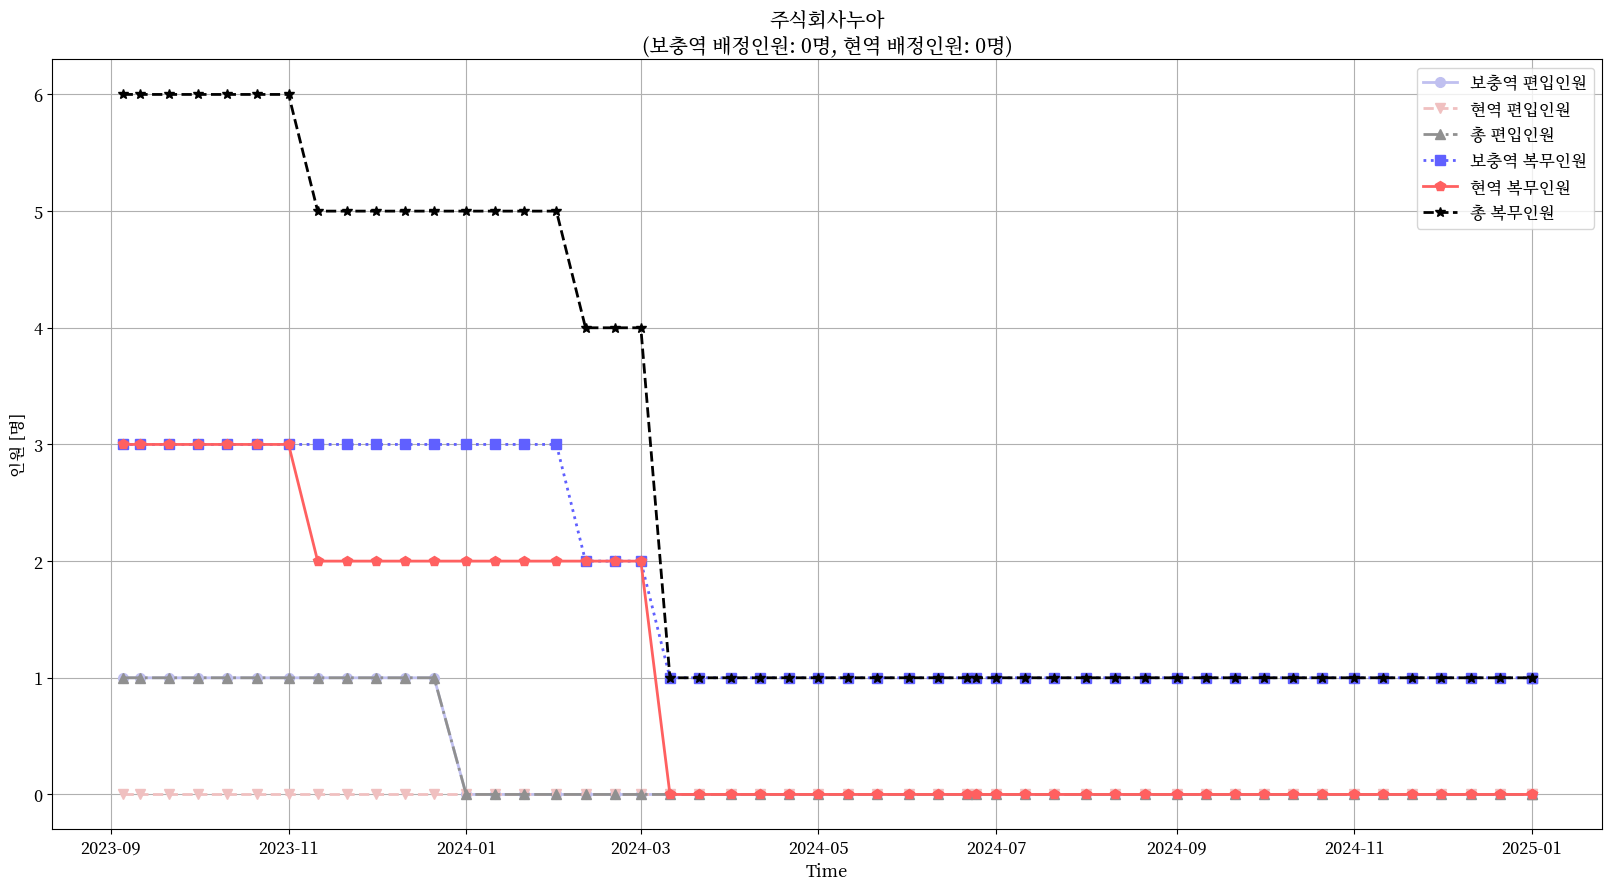 주식회사누아
(보충역 배정인원: 0명, 현역 배정인원: 0명)
보충역 편입인원
현역 편입인원
총 편입인원
보충역 복무인원
현역 복무인원
총 복무인원
인원 [명]
6
5
4
3
2
1
0
2023-09
2023-11
2024-01
2024-03
2024-05
2024-07
2024-09
2024-11
2025-01
Time